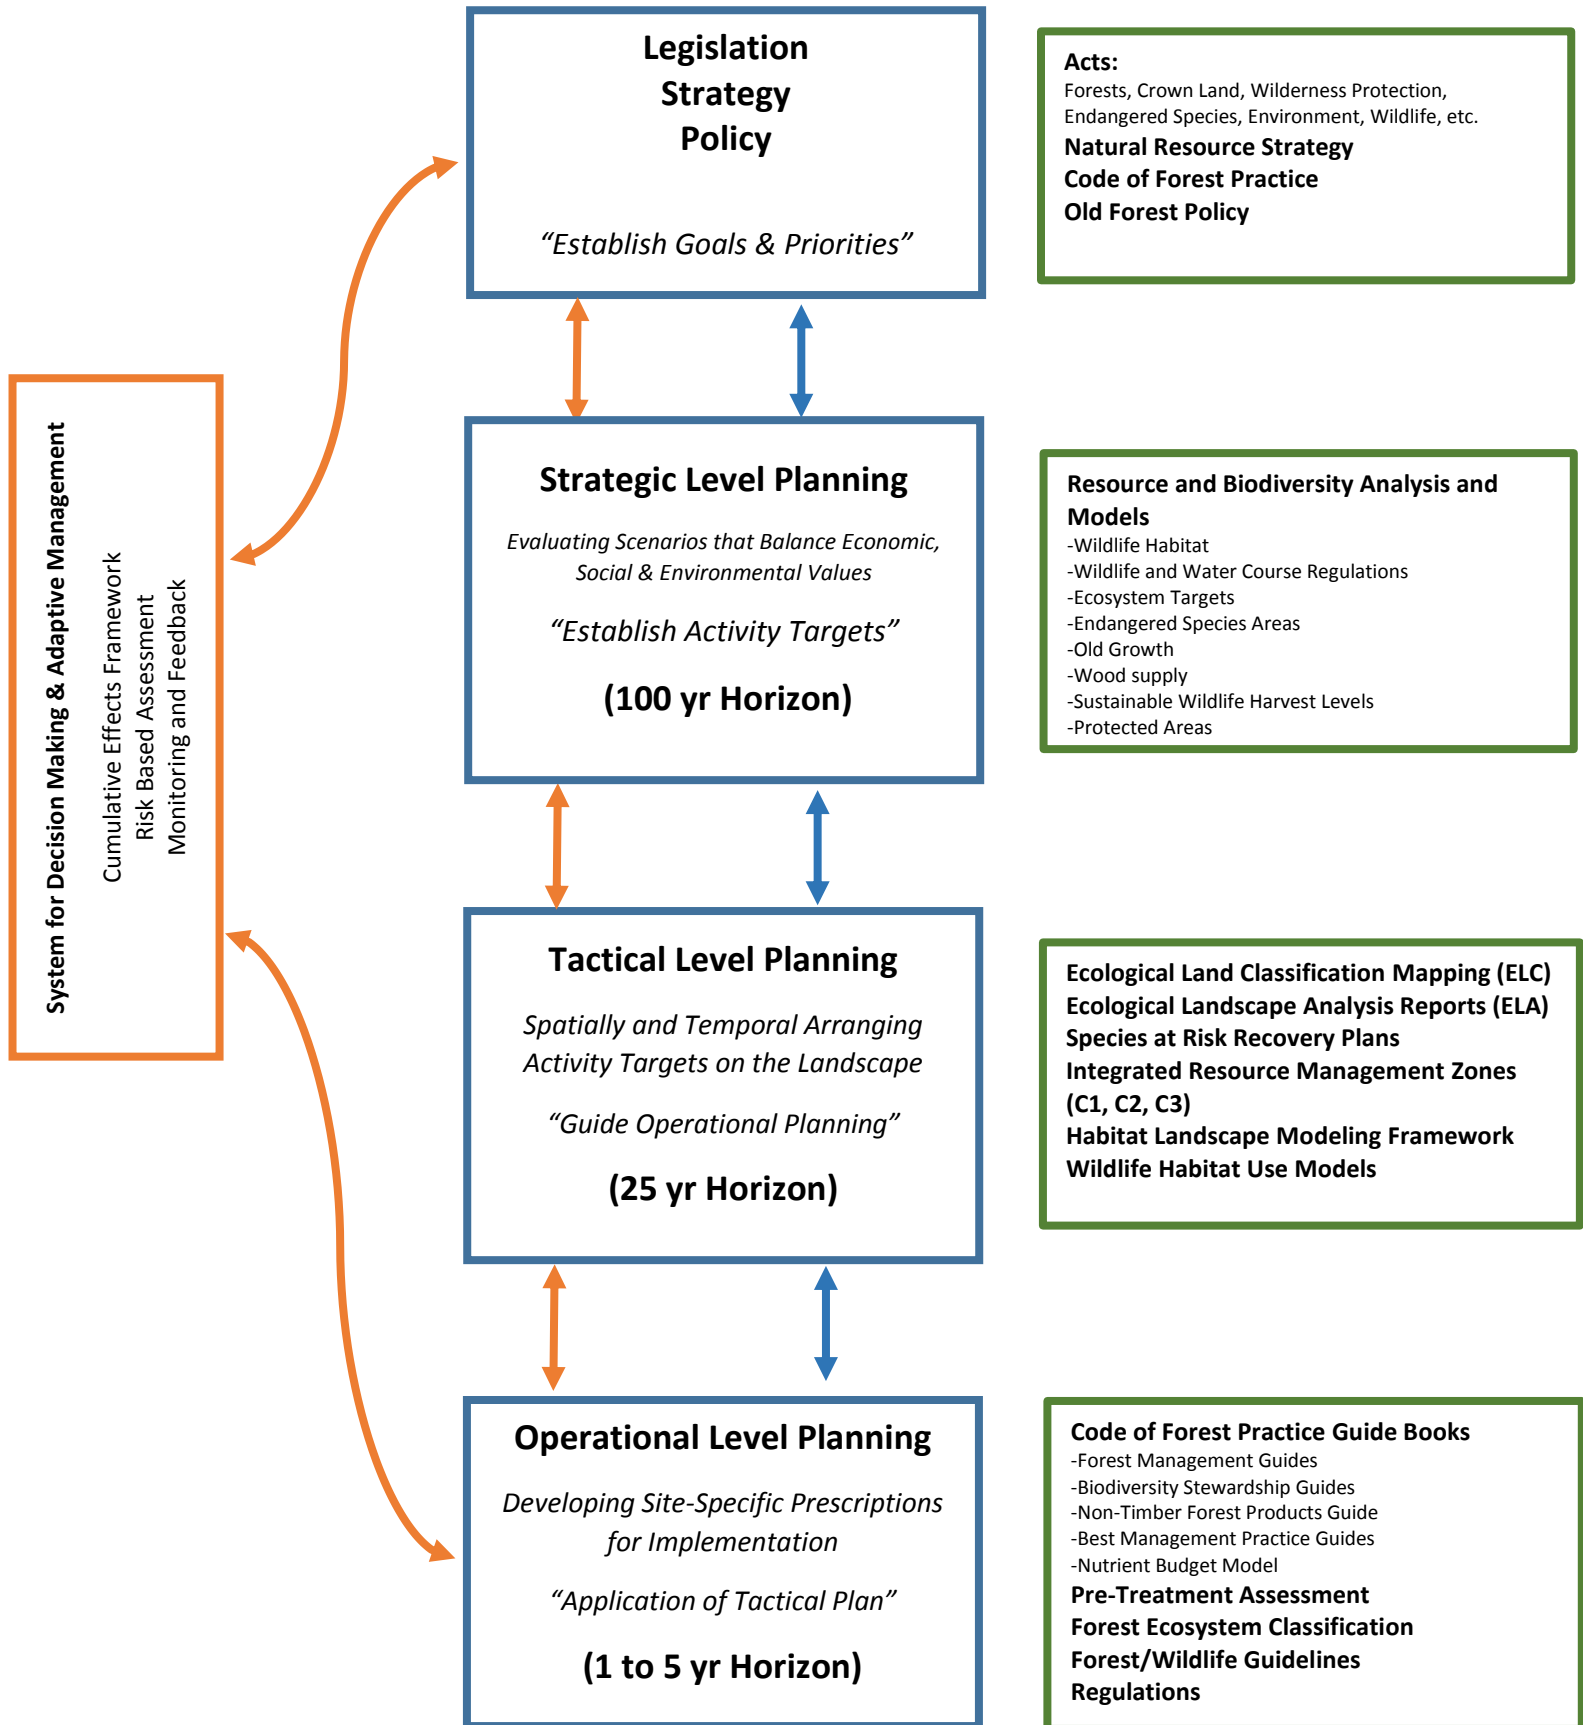 Legislation
Strategy
Policy
“Establish Goals & Priorities”
Acts:
Forests, Crown Land, Wilderness Protection,
Endangered Species, Environment, Wildlife, etc.
Natural Resource Strategy
Code of Forest Practice
Old Forest Policy
System for Decision Making & Adaptive Management
Cumulative Effects Framework
Risk Based Assessment
Monitoring and Feedback
Strategic Level Planning
Evaluating Scenarios that Balance Economic,
Social & Environmental Values
“Establish Activity Targets”
(100 yr Horizon)
Resource and Biodiversity Analysis and
Models
-Wildlife Habitat
-Wildlife and Water Course Regulations
-Ecosystem Targets
-Endangered Species Areas
-Old Growth
-Wood supply
-Sustainable Wildlife Harvest Levels
-Protected Areas
Tactical Level Planning
Spatially and Temporal Arranging
Activity Targets on the Landscape
“Guide Operational Planning”
(25 yr Horizon)
Ecological Land Classification Mapping (ELC)
Ecological Landscape Analysis Reports (ELA)
Species at Risk Recovery Plans
Integrated Resource Management Zones
(C1, C2, C3)
Habitat Landscape Modeling Framework
Wildlife Habitat Use Models
Operational Level Planning
Developing Site-Specific Prescriptions
for Implementation
“Application of Tactical Plan”
(1 to 5 yr Horizon)
Code of Forest Practice Guide Books
-Forest Management Guides
-Biodiversity Stewardship Guides
-Non-Timber Forest Products Guide
-Best Management Practice Guides
-Nutrient Budget Model
Pre-Treatment Assessment
Forest Ecosystem Classification
Forest/Wildlife Guidelines
Regulations